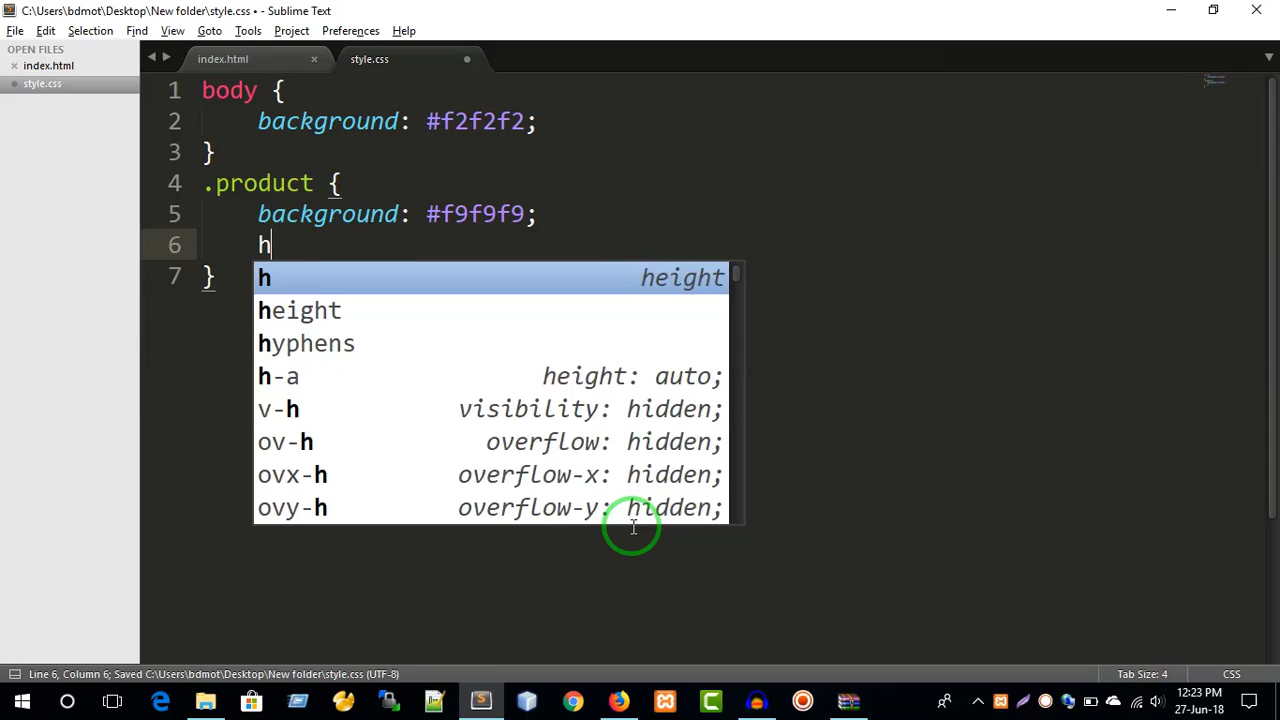 C:\Users\bdmot\Desktop\New folder\style.css • - Sublime Text
File Edit Selection Find View Goto Tools Project Preferences Help
OPEN FILES
index.html
style.css
index.html
style.css
1 body {
2 background: #f2f2f2;
3 }
4 .product {
5 background: #f9f9f9;
6 h
7 }
h height
height
hyphens
h-a height: auto;
v-h visibility: hidden;
ov-h overflow: hidden;
ovx-h overflow-x: hidden;
ovy-h overflow-y: hidden;
Line 6, Column 6; Saved C:\Users\bdmot\Desktop\New folder\style.css (UTF-8)
Tab Size: 4
CSS
12:23 PM
27-Jun-18